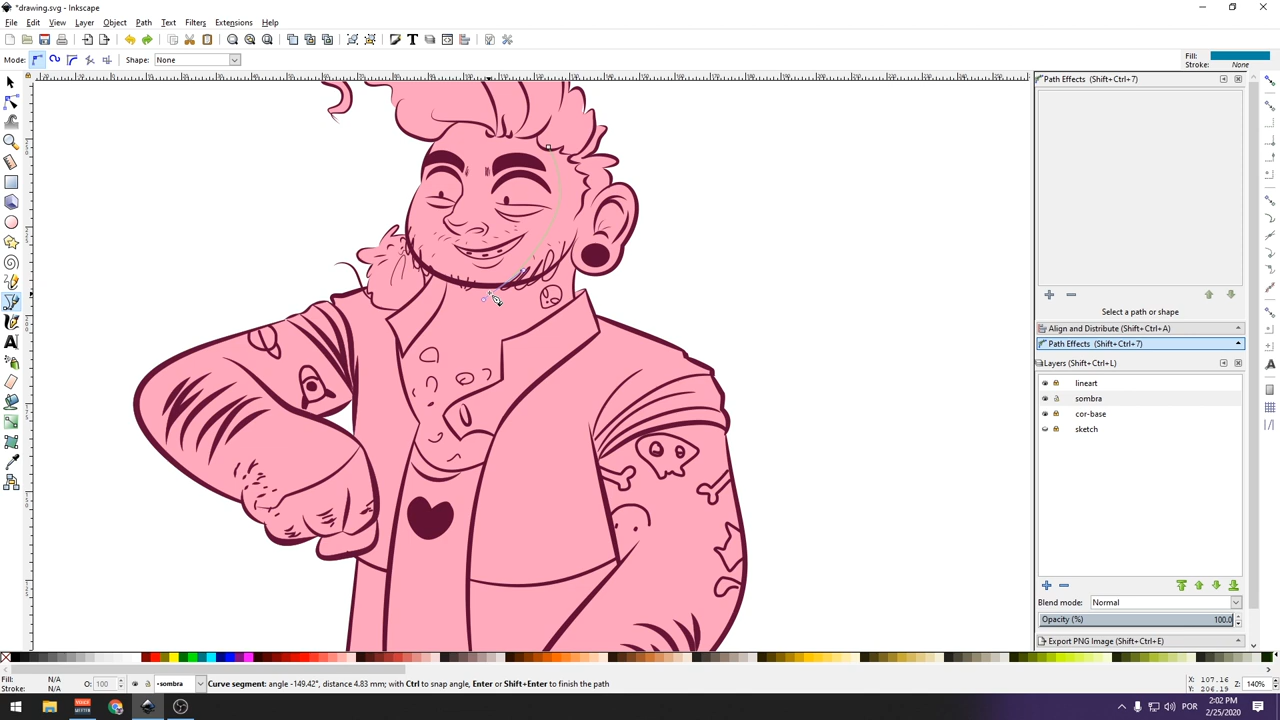 *drawing.svg - Inkscape
File Edit View Layer Object Path Text Filters Extensions Help
Mode: Shape: None
Fill:
Stroke: None
Path Effects (Shift+Ctrl+7)
Select a path or shape
Align and Distribute (Shift+Ctrl+A)
Path Effects (Shift+Ctrl+7)
Layers (Shift+Ctrl+L)
lineart
sombra
cor-base
sketch
Blend mode: Normal
Opacity (%) 100.0
Export PNG Image (Shift+Ctrl+E)
Fill: N/A
Stroke: N/A
O: 100
•sombra
Curve segment: angle -149.42°, distance 4.83 mm; with Ctrl to snap angle, Enter or Shift+Enter to finish the path
X: 107.16
Y: 206.19
Z: 140%
POR
2:02 PM
2/25/2020